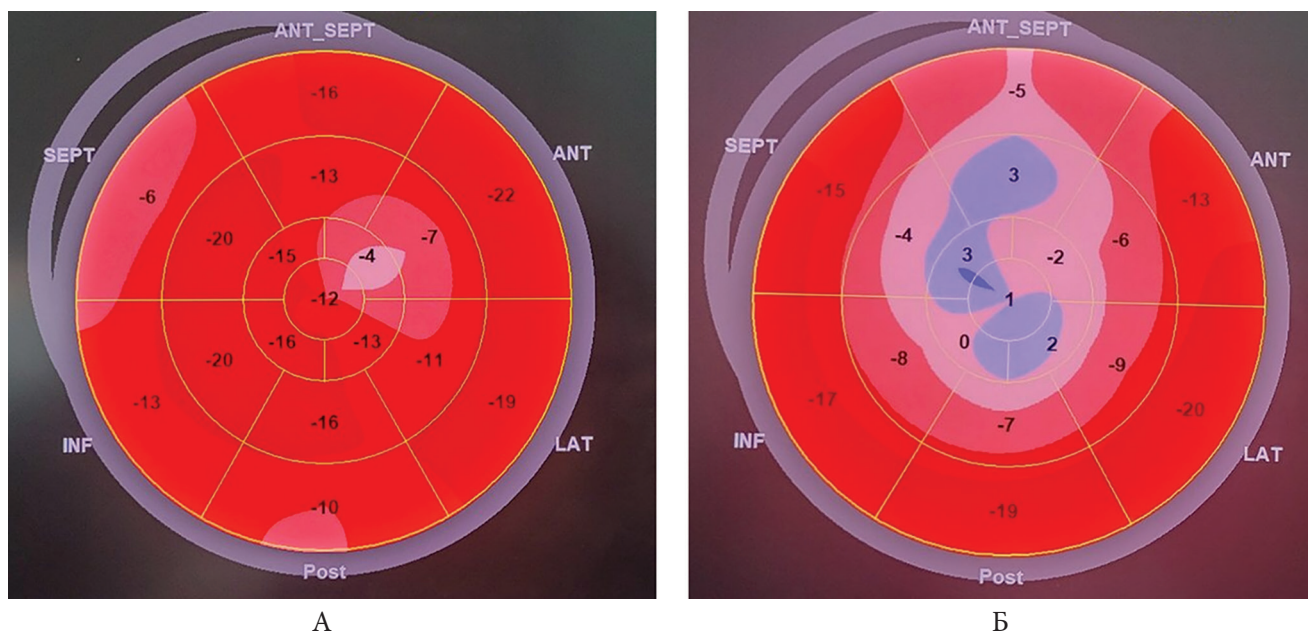 ANT_SEPT
-16
SEPT
ANT
-13
-6
-22
-20
-7
-15
-4
-12
-16
-13
-20
-11
-13
-19
-16
INF
LAT
-10
Post
А
ANT_SEPT
-5
SEPT
ANT
3
-15
-13
-4
-6
3
-2
1
0
2
-8
-9
-17
-20
-7
INF
LAT
-19
Post
Б